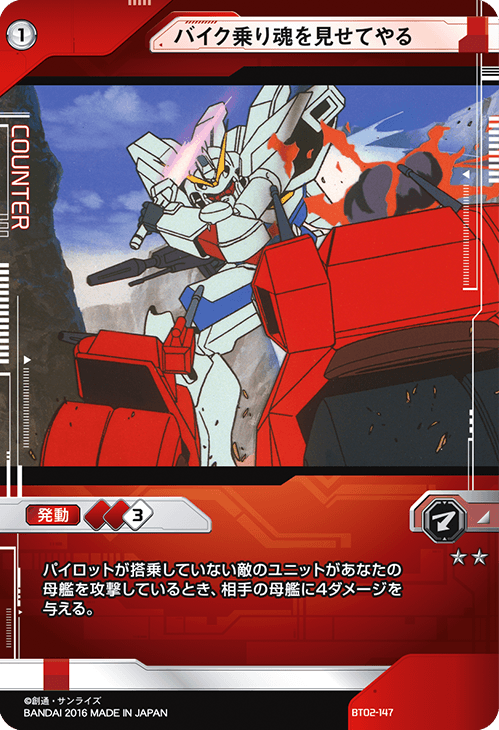 1
バイク乗り魂を見せてやる
COUNTER
発動 3
パイロットが搭乗していない敵のユニットがあなたの
母艦を攻撃しているとき、相手の母艦に4ダメージを
与える。
©創通・サンライズ
BANDAI 2016 MADE IN JAPAN
BT02-147